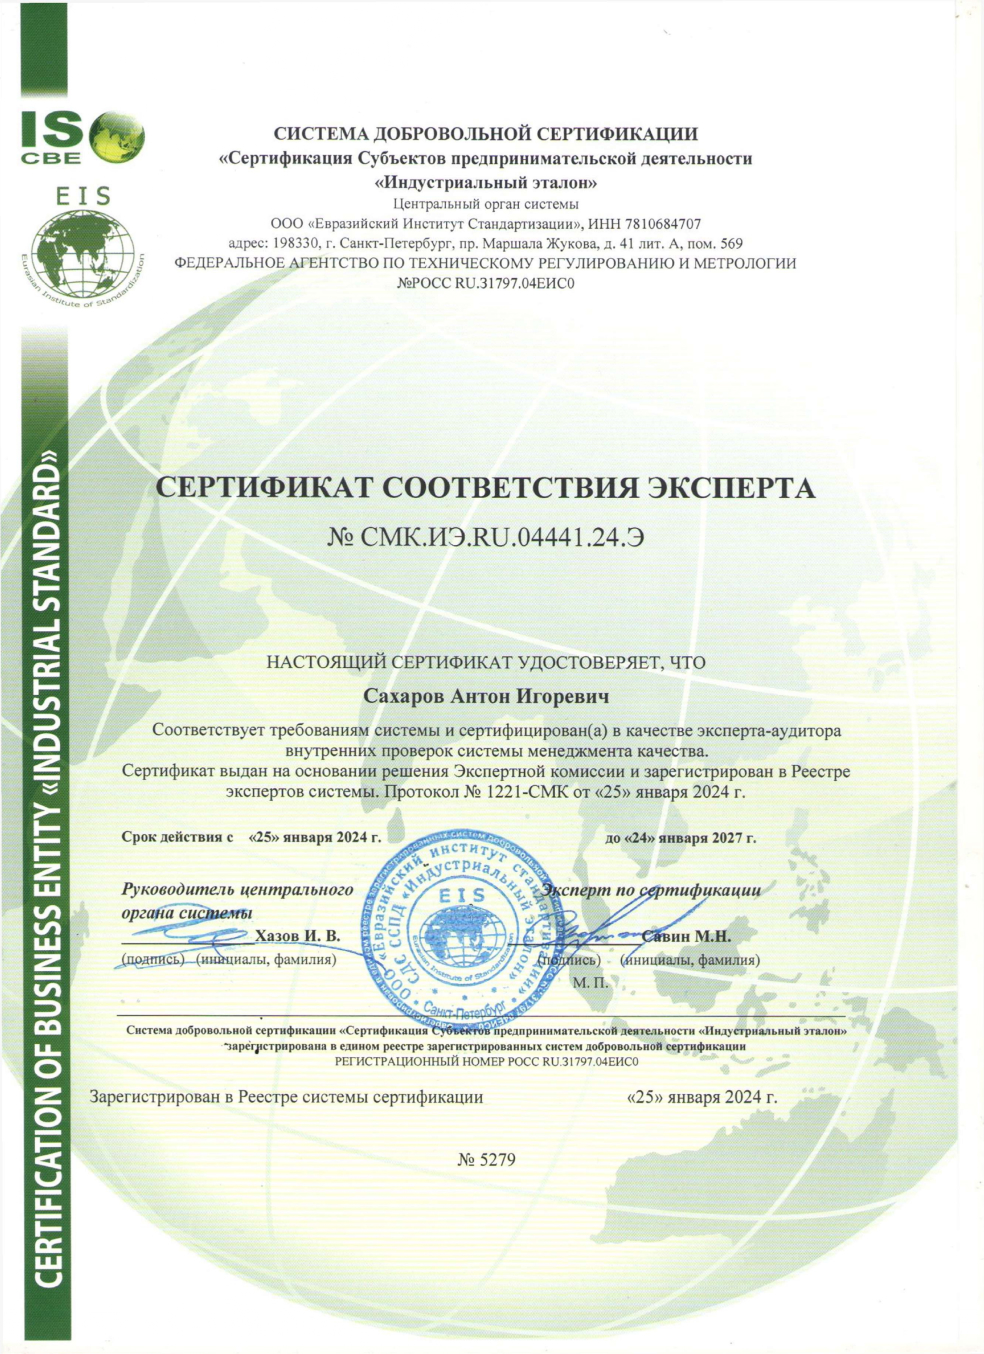 ISO
CBE
EIS
Eurasian Institute of Standardization
CERTIFICATION OF BUSINESS ENTITY «INDUSTRIAL STANDARD»
СИСТЕМА ДОБРОВОЛЬНОЙ СЕРТИФИКАЦИИ
«Сертификация Субъектов предпринимательской деятельности
«Индустриальный эталон»
Центральный орган системы
ООО «Евразийский Институт Стандартизации», ИНН 7810684707
адрес: 198330, г. Санкт-Петербург, пр. Маршала Жукова, д. 41 лит. А, пом. 569
ФЕДЕРАЛЬНОЕ АГЕНТСТВО ПО ТЕХНИЧЕСКОМУ РЕГУЛИРОВАНИЮ И МЕТРОЛОГИИ
№РОСС RU.31797.04ЕИС0
СЕРТИФИКАТ СООТВЕТСТВИЯ ЭКСПЕРТА
№ СМК.ИЭ.RU.04441.24.Э
НАСТОЯЩИЙ СЕРТИФИКАТ УДОСТОВЕРЯЕТ, ЧТО
Сахаров Антон Игоревич
Соответствует требованиям системы и сертифицирован(а) в качестве эксперта-аудитора
внутренних проверок системы менеджмента качества.
Сертификат выдан на основании решения Экспертной комиссии и зарегистрирован в Реестре
экспертов системы. Протокол № 1221-СМК от «25» января 2024 г.
Срок действия с «25» января 2024 г. до «24» января 2027 г.
Руководитель центрального
органа системы
Хазов И. В.
(подпись) (инициалы, фамилия)
Эксперт по сертификации
Савин М.Н.
(подпись) (инициалы, фамилия)
М. П.
ООО «Евразийский институт стандартизации»
СДС ССПД «Индустриальный эталон»
EIS
Eurasian Institute of Standardization
Санкт-Петербург
Система добровольной сертификации «Сертификация Субъектов предпринимательской деятельности «Индустриальный эталон»
зарегистрирована в едином реестре зарегистрированных систем добровольной сертификации
РЕГИСТРАЦИОННЫЙ НОМЕР РОСС RU.31797.04ЕИС0
Зарегистрирован в Реестре системы сертификации «25» января 2024 г.
№ 5279